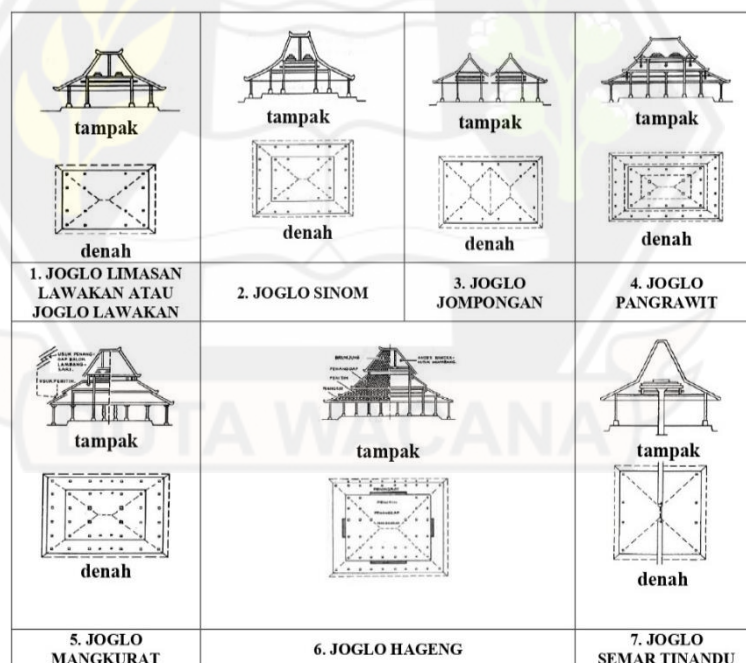 tampak
denah
1. JOGLO LIMASAN
LAWAKAN ATAU
JOGLO LAWAKAN
tampak
denah
2. JOGLO SINOM
tampak
denah
3. JOGLO
JOMPONGAN
tampak
denah
4. JOGLO
PANGRAWIT
tampak
denah
5. JOGLO
MANGKURAT
BRUNJUNG
tampak
denah
6. JOGLO HAGENG
tampak
denah
7. JOGLO
SEMAR TINANDU
DUTA WACANA